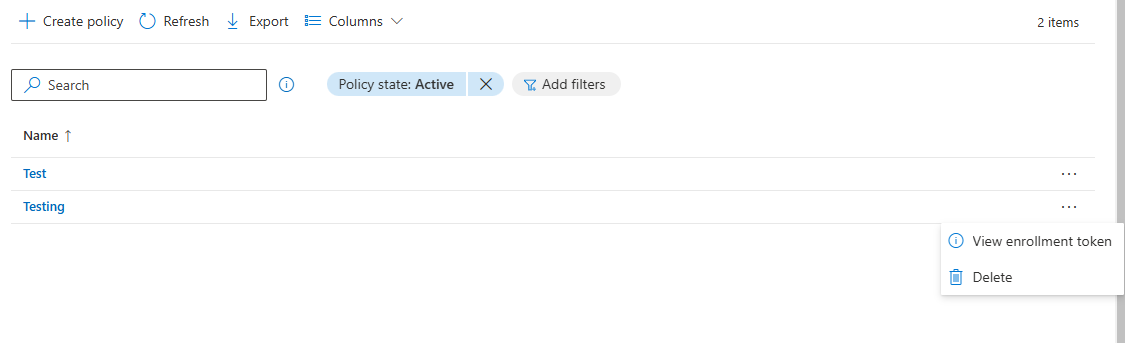 Create policy Refresh Export Columns 2 items
Search Policy state: Active Add filters
Name ↑
Test ...
Testing ...
View enrollment token
Delete